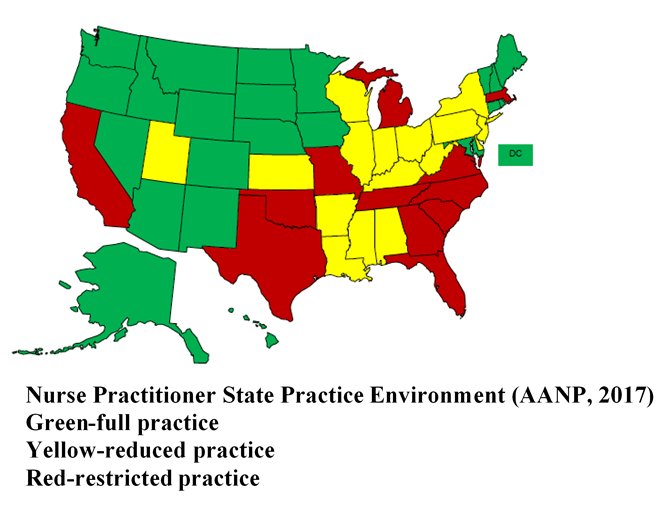 DC
Nurse Practitioner State Practice Environment (AANP, 2017)
Green-full practice
Yellow-reduced practice
Red-restricted practice